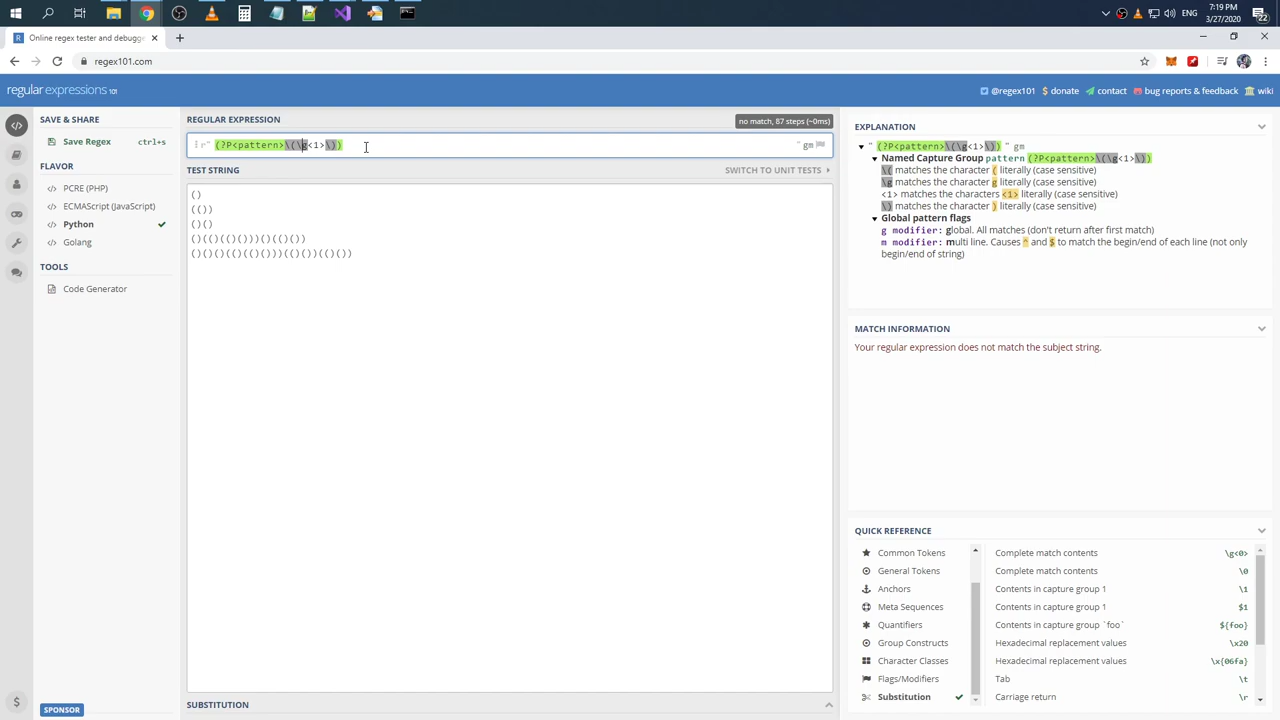 7:19 PM
ENG
3/27/2020
22
Online regex tester and debugge
regex101.com
regularexpressions 101
@regex101
donate
contact
bug reports & feedback
wiki
SAVE & SHARE
Save Regex
ctrl+s
FLAVOR
PCRE (PHP)
ECMAScript (JavaScript)
Python
Golang
TOOLS
Code Generator
SPONSOR
REGULAR EXPRESSION
no match, 87 steps (~0ms)
r" (?P<pattern>\(\g<1>\)) " gm
TEST STRING
SWITCH TO UNIT TESTS
()
(())
()()
()(()(()()))()(()())
()()()(()(()()))(()())(()())
SUBSTITUTION
EXPLANATION
" (?P<pattern>\(\g<1>\)) " gm
Named Capture Group pattern (?P<pattern>\(\g<1>\))
\( matches the character ( literally (case sensitive)
\g matches the character g literally (case sensitive)
<1> matches the characters <1> literally (case sensitive)
\) matches the character ) literally (case sensitive)
Global pattern flags
g modifier: global. All matches (don't return after first match)
m modifier: multi line. Causes ^ and $ to match the begin/end of each line (not only
begin/end of string)
MATCH INFORMATION
Your regular expression does not match the subject string.
QUICK REFERENCE
Common Tokens
General Tokens
Anchors
Meta Sequences
Quantifiers
Group Constructs
Character Classes
Flags/Modifiers
Substitution
Complete match contents \g<0>
Complete match contents \0
Contents in capture group 1 \1
Contents in capture group 1 $1
Contents in capture group `foo` ${foo}
Hexadecimal replacement values \x20
Hexadecimal replacement values \x{06fa}
Tab \t
Carriage return \r